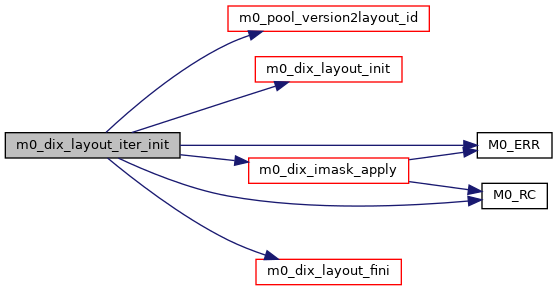 m0_pool_version2layout_id
m0_dix_layout_init
m0_dix_layout_iter_init
M0_ERR
m0_dix_imask_apply
M0_RC
m0_dix_layout_fini